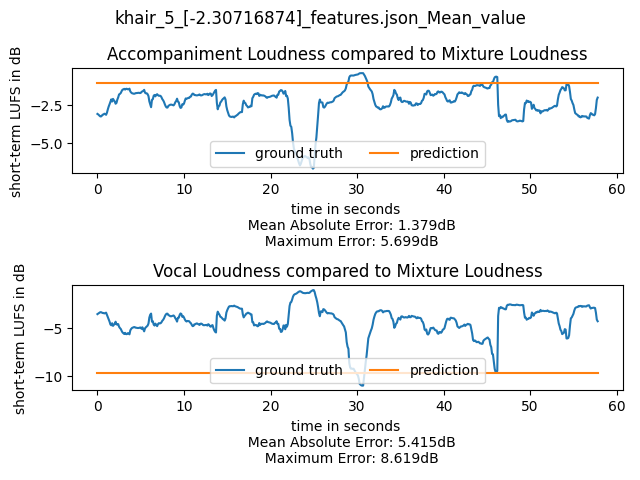 khair_5_[-2.30716874]_features.json_Mean_value
Accompaniment Loudness compared to Mixture Loudness
short-term LUFS in dB
−2.5
−5.0
ground truth prediction
0 10 20 30 40 50 60
time in seconds
Mean Absolute Error: 1.379dB
Maximum Error: 5.699dB
Vocal Loudness compared to Mixture Loudness
short-term LUFS in dB
−5
−10
ground truth prediction
0 10 20 30 40 50 60
time in seconds
Mean Absolute Error: 5.415dB
Maximum Error: 8.619dB